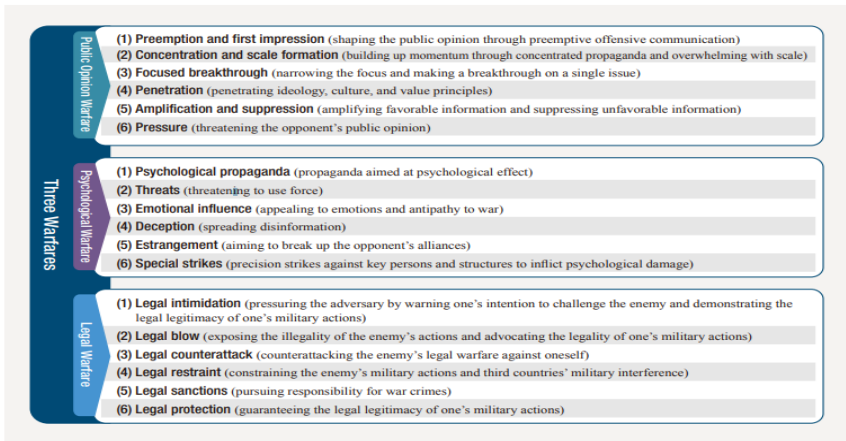 Three Warfares
Public Opinion Warfare
(1) Preemption and first impression (shaping the public opinion through preemptive offensive communication)
(2) Concentration and scale formation (building up momentum through concentrated propaganda and overwhelming with scale)
(3) Focused breakthrough (narrowing the focus and making a breakthrough on a single issue)
(4) Penetration (penetrating ideology, culture, and value principles)
(5) Amplification and suppression (amplifying favorable information and suppressing unfavorable information)
(6) Pressure (threatening the opponent's public opinion)
Psychological Warfare
(1) Psychological propaganda (propaganda aimed at psychological effect)
(2) Threats (threatening to use force)
(3) Emotional influence (appealing to emotions and antipathy to war)
(4) Deception (spreading disinformation)
(5) Estrangement (aiming to break up the opponent's alliances)
(6) Special strikes (precision strikes against key persons and structures to inflict psychological damage)
Legal Warfare
(1) Legal intimidation (pressuring the adversary by warning one's intention to challenge the enemy and demonstrating the
legal legitimacy of one's military actions)
(2) Legal blow (exposing the illegality of the enemy's actions and advocating the legality of one's military actions)
(3) Legal counterattack (counterattacking the enemy's legal warfare against oneself)
(4) Legal restraint (constraining the enemy's military actions and third countries' military interference)
(5) Legal sanctions (pursuing responsibility for war crimes)
(6) Legal protection (guaranteeing the legal legitimacy of one's military actions)